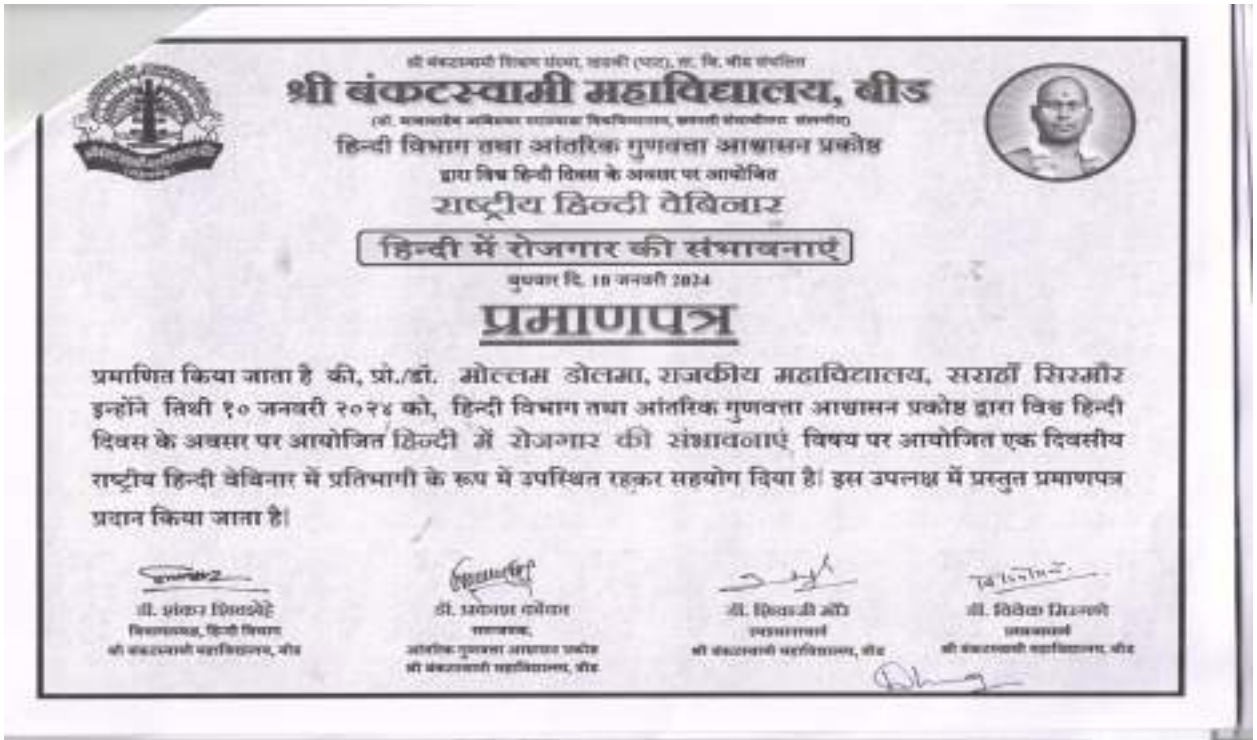 श्री बंकटस्वामी महाविद्यालय, बीड
हिन्दी विभाग तथा आंतरिक गुणवत्ता आश्वासन प्रकोष्ठ
द्वारा विश्व हिन्दी दिवस के अवसर पर आयोजित
राष्ट्रीय हिन्दी वेबिनार
हिन्दी में रोजगार की संभावनाएं
बुधवार दि. 10 जनवरी 2024
प्रमाणपत्र
प्रमाणित किया जाता है की, प्रो./डॉ. मोल्लम डोलमा, राजकीय महाविद्यालय, सराहाँ सिरमौर
इन्होंने तिथी १० जनवरी २०२४ को, हिन्दी विभाग तथा आंतरिक गुणवत्ता आश्वासन प्रकोष्ठ द्वारा विश्व हिन्दी
दिवस के अवसर पर आयोजित हिन्दी में रोजगार की संभावनाएं विषय पर आयोजित एक दिवसीय
राष्ट्रीय हिन्दी वेबिनार में प्रतिभागी के रूप में उपस्थित रहकर सहयोग दिया है। इस उपलक्ष में प्रस्तुत प्रमाणपत्र
प्रदान किया जाता है।
डॉ. शंकर
विभागाध्यक्ष, हिन्दी विभाग
श्री बंकटस्वामी महाविद्यालय, बीड
डॉ. प्रकाश
आंतरिक गुणवत्ता आश्वासन प्रकोष्ठ
श्री बंकटस्वामी महाविद्यालय, बीड
डॉ. शिवाजी
श्री बंकटस्वामी महाविद्यालय, बीड
डॉ. विवेक
श्री बंकटस्वामी महाविद्यालय, बीड